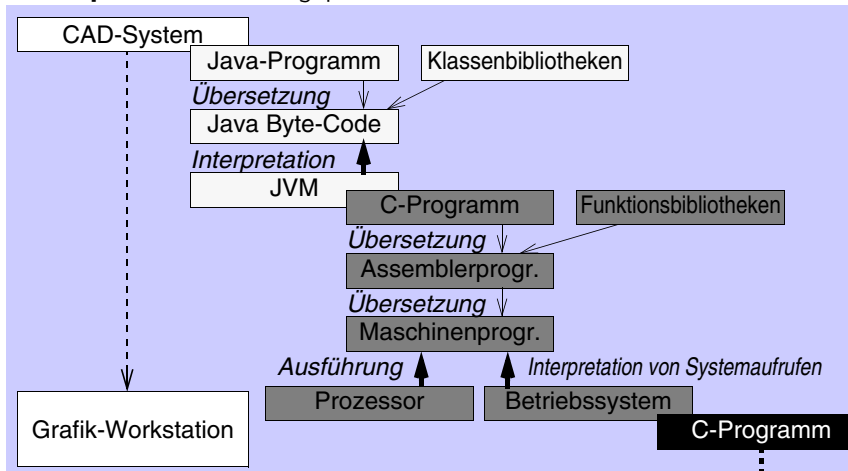 CAD-System
Java-Programm
Klassenbibliotheken
Übersetzung
Java Byte-Code
Interpretation
JVM
C-Programm
Funktionsbibliotheken
Übersetzung
Assemblerprogr.
Übersetzung
Maschinenprogr.
Ausführung
Interpretation von Systemaufrufen
Prozessor
Betriebssystem
Grafik-Workstation
C-Programm